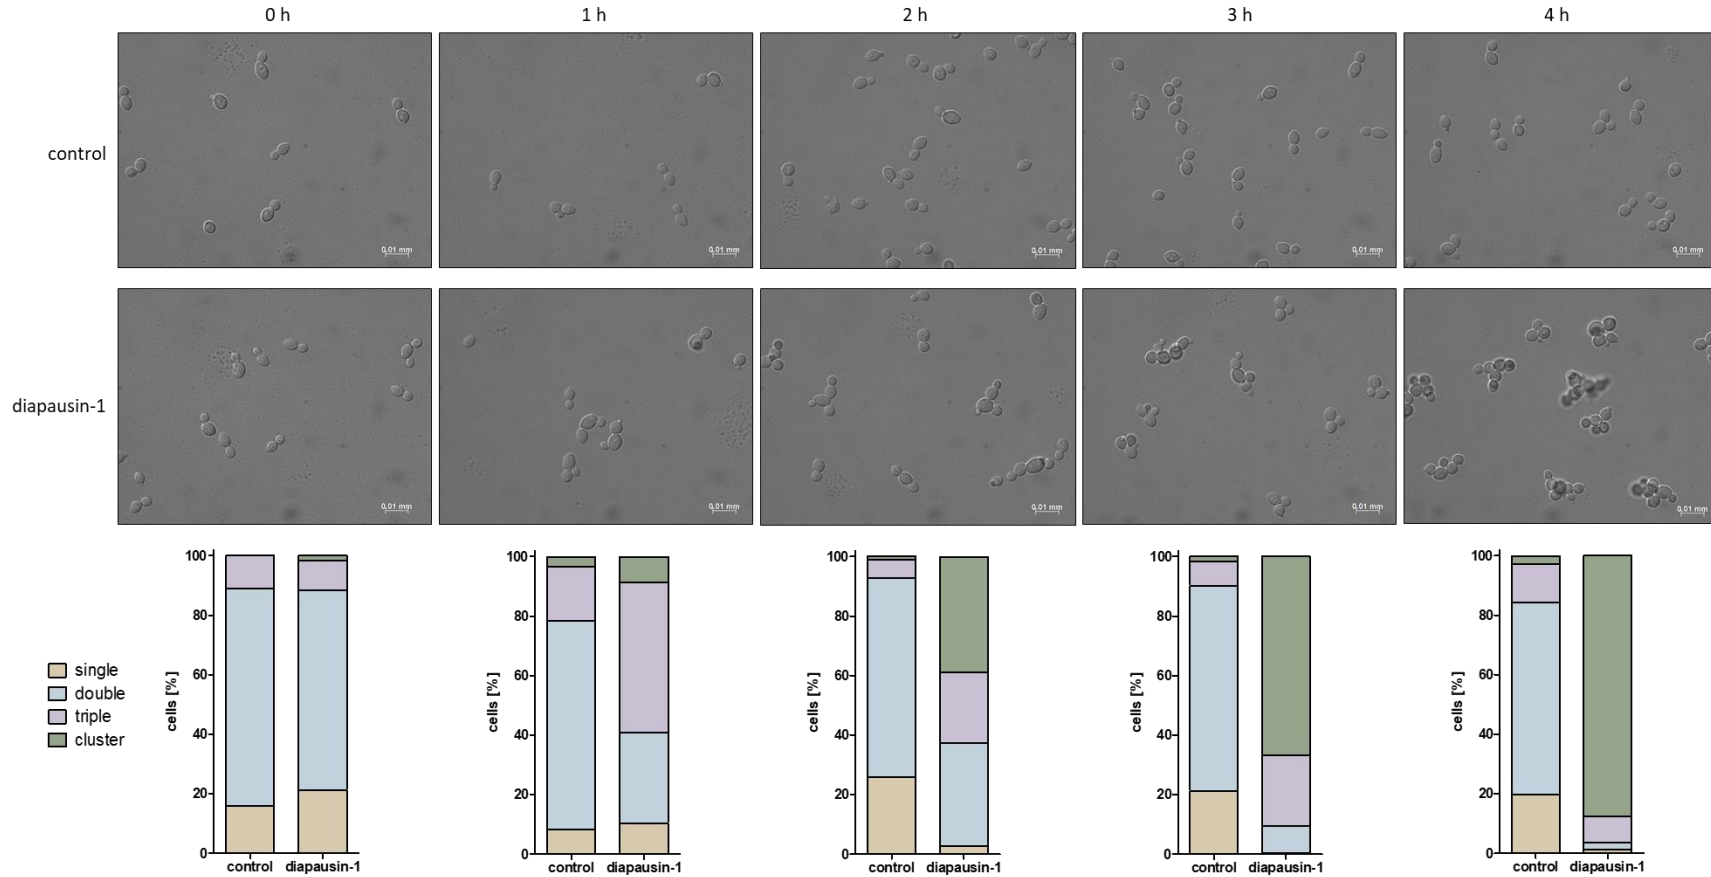 0 h 1 h 2 h 3 h 4 h
control
0.01 mm 0.01 mm 0.01 mm 0.01 mm 0.01 mm
diapausin-1
0.01 mm 0.01 mm 0.01 mm 0.01 mm 0.01 mm
single
double
triple
cluster
cells [%]
100
80
60
40
20
0
control diapausin-1
cells [%]
100
80
60
40
20
0
control diapausin-1
cells [%]
100
80
60
40
20
0
control diapausin-1
cells [%]
100
80
60
40
20
0
control diapausin-1
cells [%]
100
80
60
40
20
0
control diapausin-1